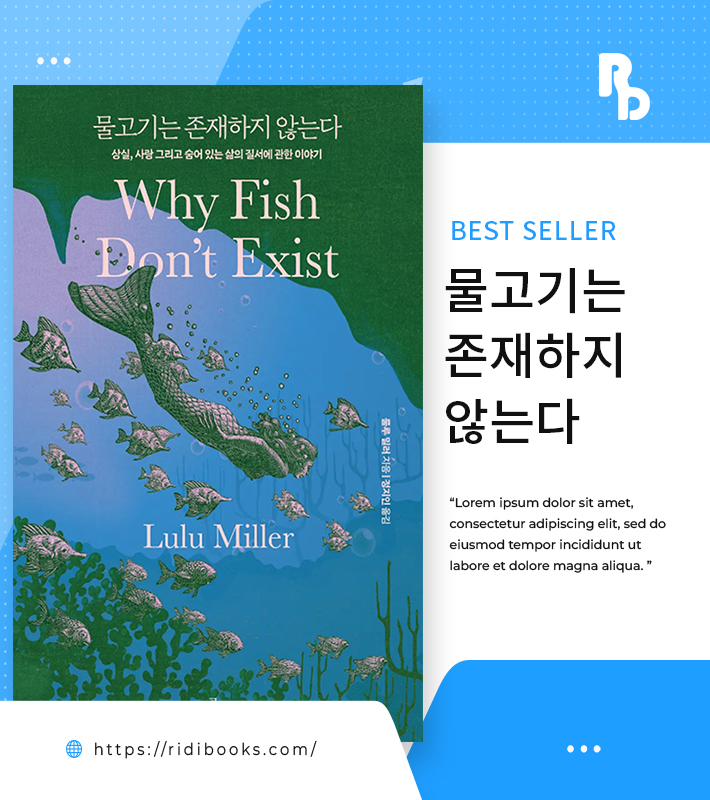 물고기는 존재하지 않는다
상실, 사랑 그리고 숨어 있는 삶의 질서에 관한 이야기
Why Fish
Don’t Exist
룰루 밀러 지음 | 정지인 옮김
Lulu Miller
BEST SELLER
물고기는
존재하지
않는다
“Lorem ipsum dolor sit amet,
consectetur adipiscing elit, sed do
eiusmod tempor incididunt ut
labore et dolore magna aliqua. ”
https://ridibooks.com/